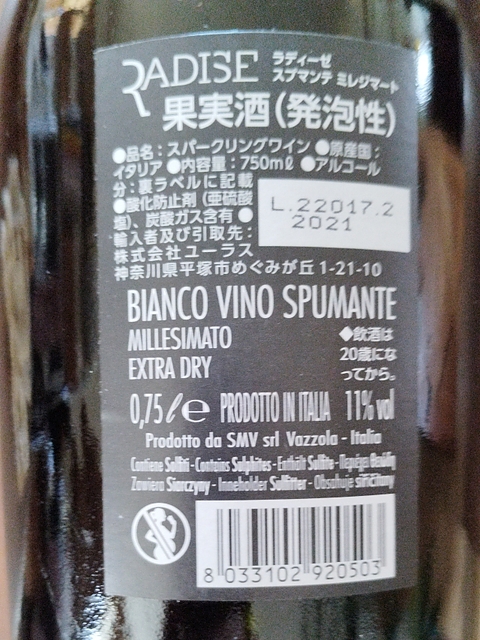 RADISE
ラディーゼ
スプマンテ ミレジマート
果実酒(発泡性)
●品名:スパークリングワイン ●原産国:
イタリア ●内容量:750mℓ ●アルコール
分:裏ラベルに記載
●酸化防止剤(亜硫酸
塩)、炭酸ガス含有 ●
輸入者及び引取先:
株式会社ユーラス
神奈川県平塚市めぐみが丘1-21-10
L.22017.2
2021
BIANCO VINO SPUMANTE
MILLESIMATO
EXTRA DRY
◆飲酒は
20歳にな
ってから。
0,75 ℓ e PRODOTTO IN ITALIA 11% vol
Prodotto da SMV srl Vazzola - Italia
Contiene Solfiti - Contains Sulphites - Enthält Sulfite -
Zawiera Siarczyny - Inneholder Sulfitter - Obsahuje siričitany
8 033102 920503